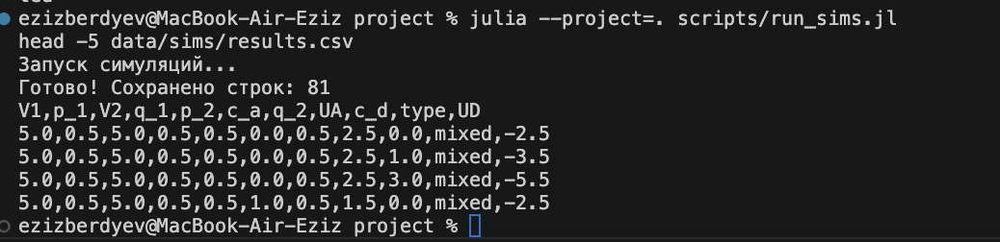 ezizberdyev@MacBook-Air-Eziz project % julia --project=. scripts/run_sims.jl
head -5 data/sims/results.csv
Запуск симуляций...
Готово! Сохранено строк: 81
V1,p_1,V2,q_1,p_2,c_a,q_2,UA,c_d,type,UD
5.0,0.5,5.0,0.5,0.5,0.0,0.5,2.5,0.0,mixed,-2.5
5.0,0.5,5.0,0.5,0.5,0.0,0.5,2.5,1.0,mixed,-3.5
5.0,0.5,5.0,0.5,0.5,0.0,0.5,2.5,3.0,mixed,-5.5
5.0,0.5,5.0,0.5,0.5,1.0,0.5,1.5,0.0,mixed,-2.5
ezizberdyev@MacBook-Air-Eziz project %